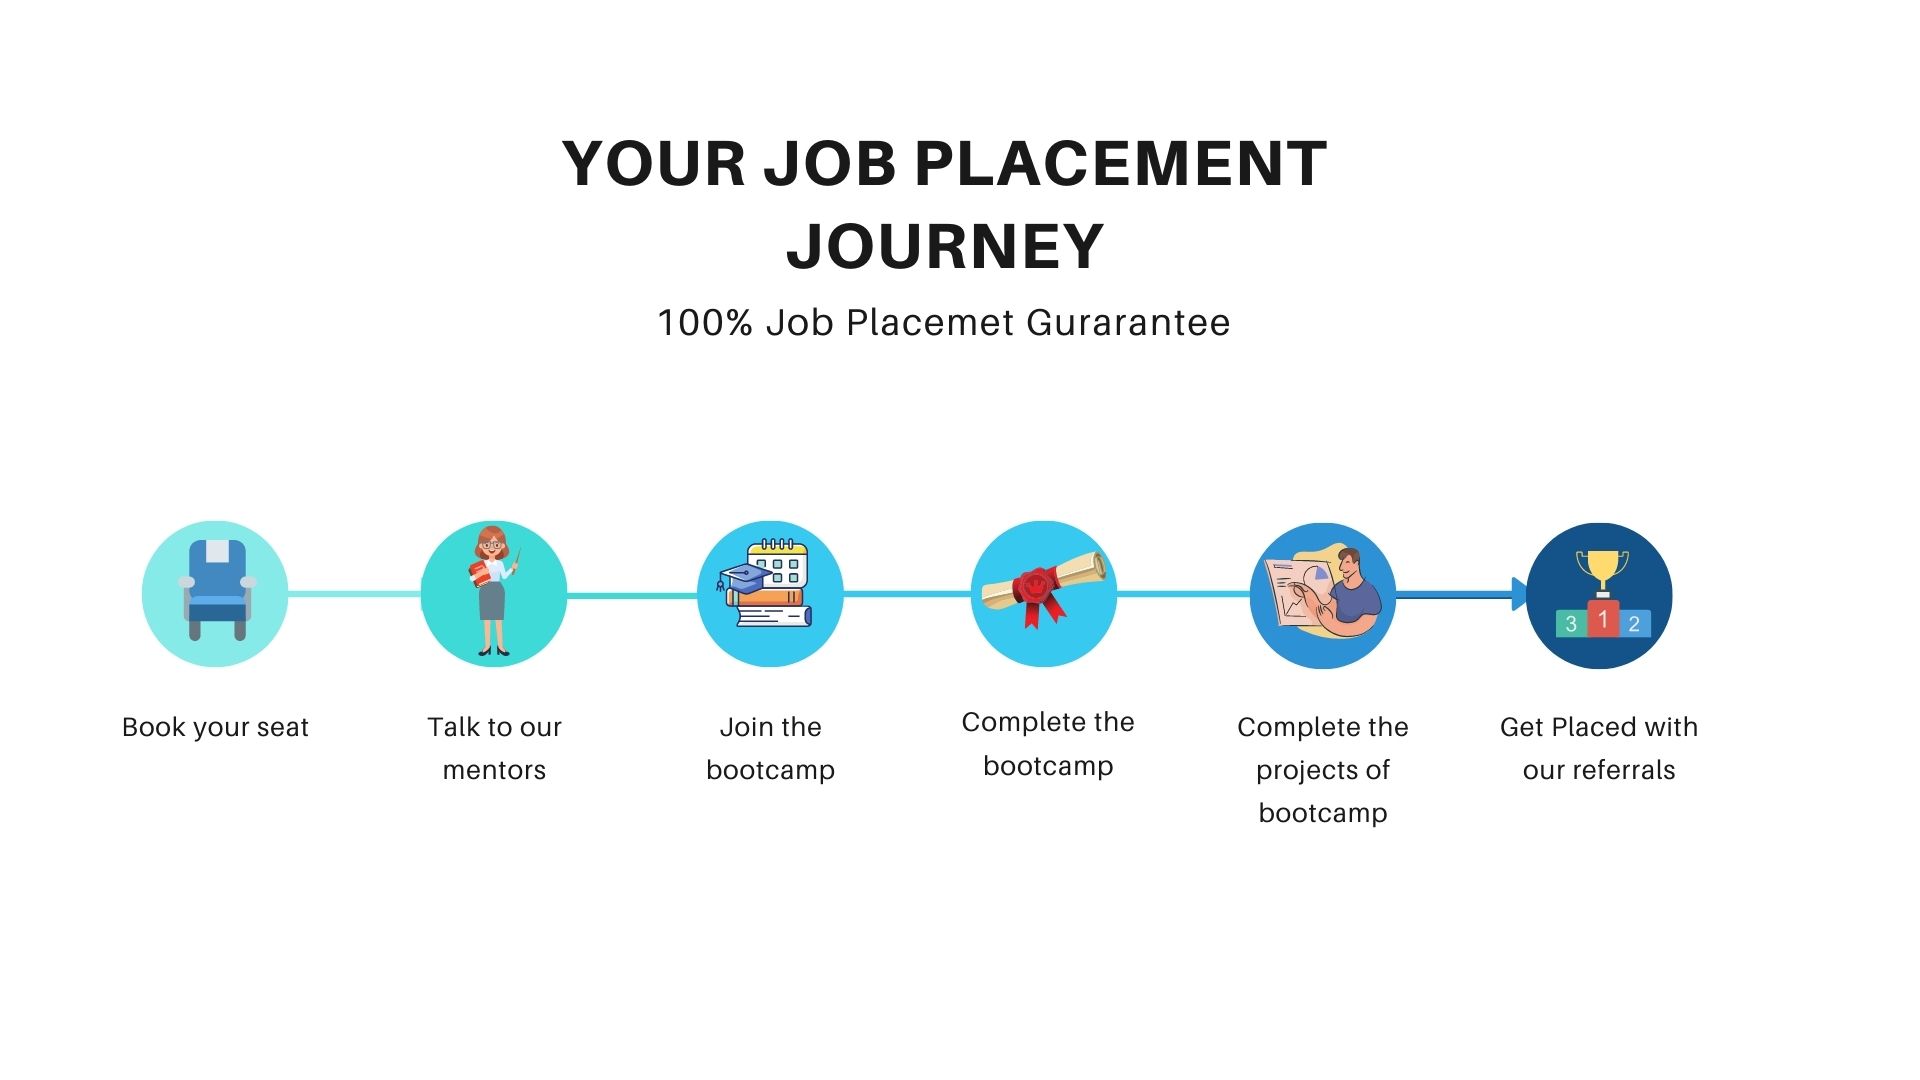 YOUR JOB PLACEMENT
JOURNEY
100% Job Placemet Gurarantee
3
1
2
Book your seat
Talk to our
mentors
Join the
bootcamp
Complete the
bootcamp
Complete the
projects of
bootcamp
Get Placed with
our referrals